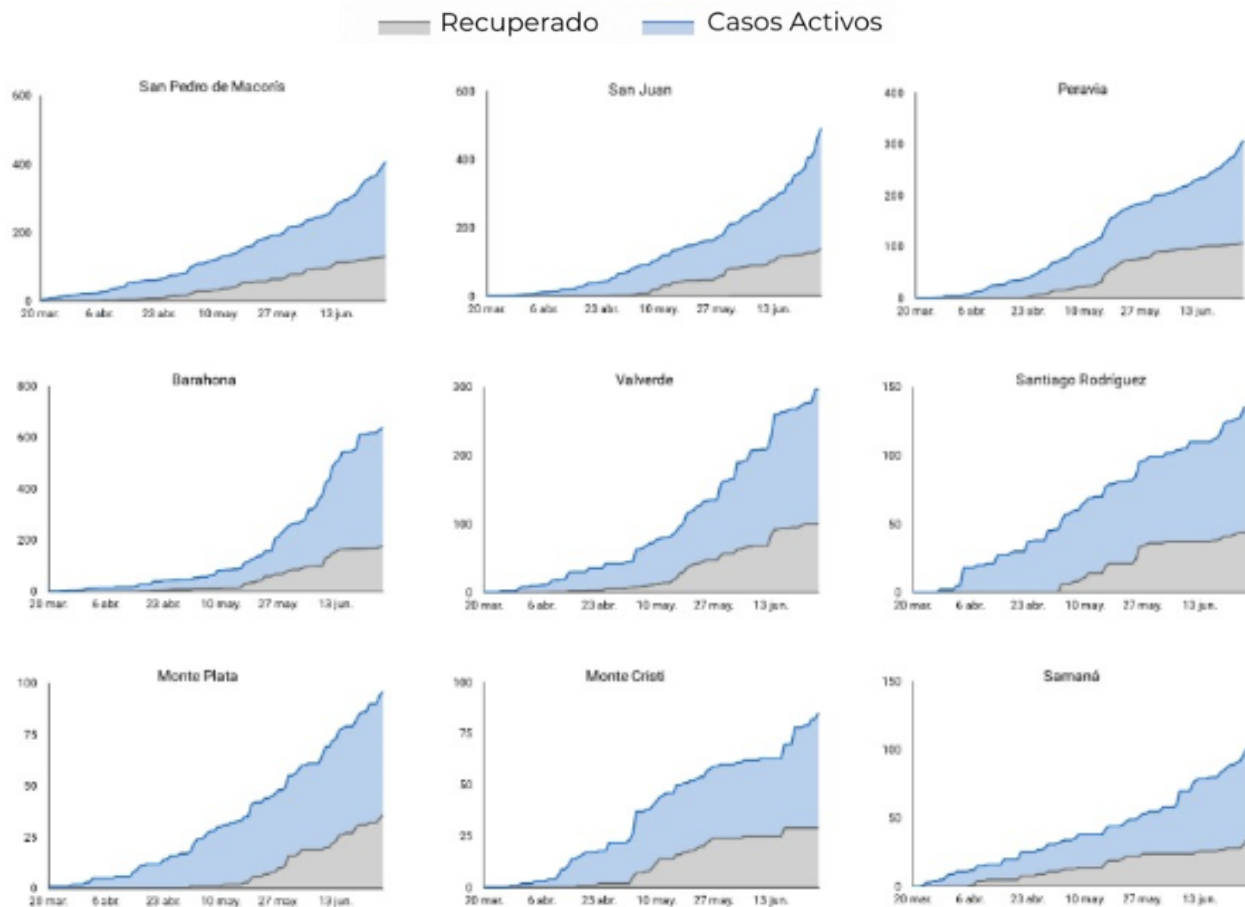 Recuperado Casos Activos
San Pedro de Macorís
600
400
200
0
20 mar. 6 abr. 23 abr. 10 may. 27 may. 13 jun.
San Juan
600
400
200
0
20 mar. 6 abr. 23 abr. 10 may. 27 may. 13 jun.
Peravia
400
300
200
100
0
20 mar. 6 abr. 23 abr. 10 may. 27 may. 13 jun.
Barahona
800
600
400
200
0
20 mar. 6 abr. 23 abr. 10 may. 27 may. 13 jun.
Valverde
300
200
100
0
20 mar. 6 abr. 23 abr. 10 may. 27 may. 13 jun.
Santiago Rodríguez
150
100
50
0
20 mar. 6 abr. 23 abr. 10 may. 27 may. 13 jun.
Monte Plata
100
75
50
25
0
20 mar. 6 abr. 23 abr. 10 may. 27 may. 13 jun.
Monte Cristi
100
75
50
25
0
20 mar. 6 abr. 23 abr. 10 may. 27 may. 13 jun.
Samaná
150
100
50
0
20 mar. 6 abr. 23 abr. 10 may. 27 may. 13 jun.